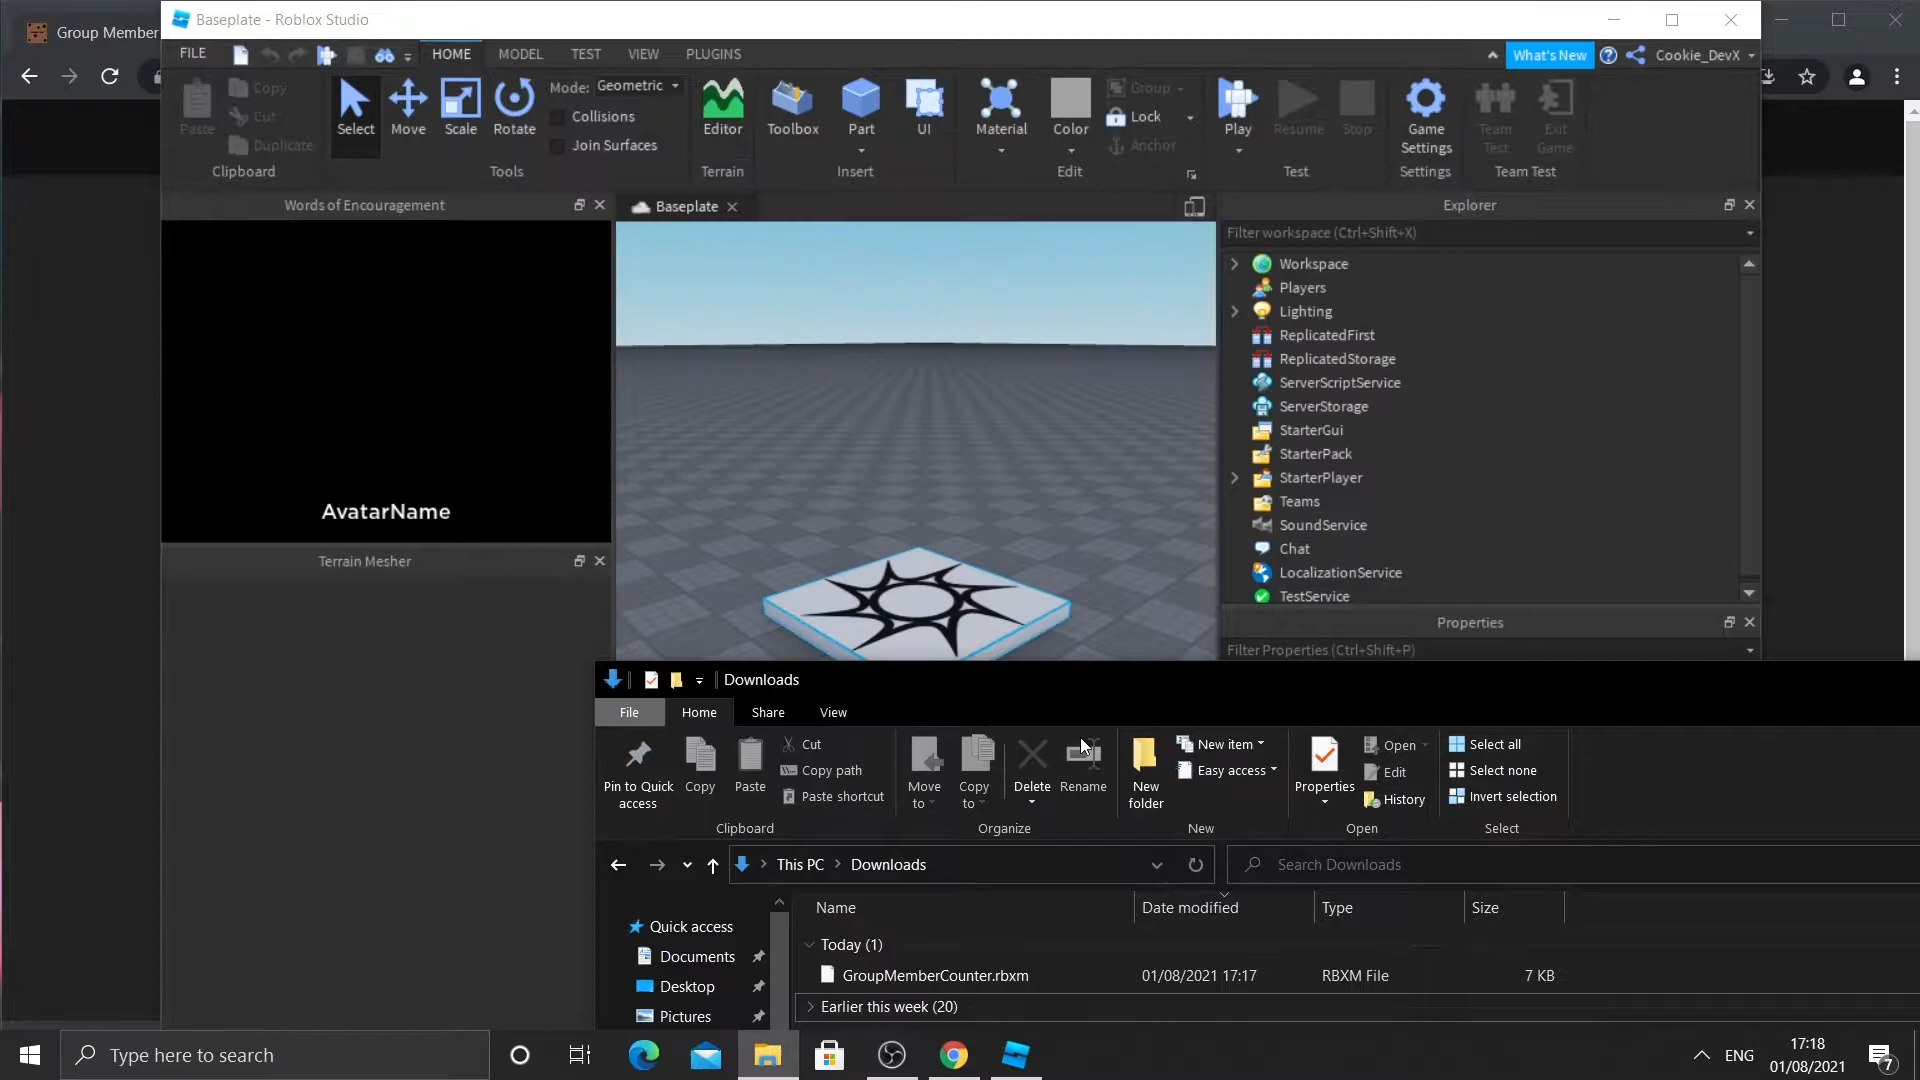 Group Member
Baseplate - Roblox Studio
FILE HOME MODEL TEST VIEW PLUGINS What's New Cookie_DevX
Paste Copy Cut Duplicate Clipboard
Select Move Scale Rotate Mode: Geometric Collisions Join Surfaces Tools
Editor Terrain
Toolbox Part UI Insert
Material Color Group Lock Anchor Edit
Play Resume Stop Test
Game Settings Settings
Team Test Exit Game Team Test
Words of Encouragement
AvatarName
Terrain Mesher
Baseplate
Explorer
Filter workspace (Ctrl+Shift+X)
Workspace
Players
Lighting
ReplicatedFirst
ReplicatedStorage
ServerScriptService
ServerStorage
StarterGui
StarterPack
StarterPlayer
Teams
SoundService
Chat
LocalizationService
TestService
Properties
Filter Properties (Ctrl+Shift+P)
Downloads
File Home Share View
Pin to Quick access Copy Paste Cut Copy path Paste shortcut Clipboard
Move to Copy to Delete Rename Organize
New folder New item Easy access New
Properties Open Edit History Open
Select all Select none Invert selection Select
This PC Downloads Search Downloads
Quick access
Documents
Desktop
Pictures
Name Date modified Type Size
Today (1)
GroupMemberCounter.rbxm 01/08/2021 17:17 RBXM File 7 KB
Earlier this week (20)
Type here to search
ENG 17:18
01/08/2021
7